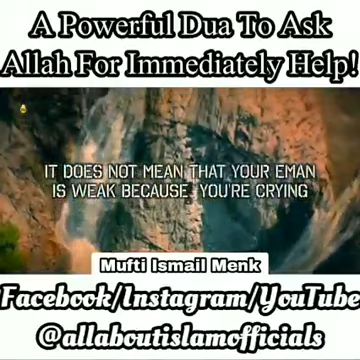 A Powerful Dua To Ask
Allah For Immediately Help!
IT DOES NOT MEAN THAT YOUR EMAN
IS WEAK BECAUSE YOU'RE CRYING
Mufti Ismail Menk
Facebook/Instagram/YouTube
@allaboutislamofficials